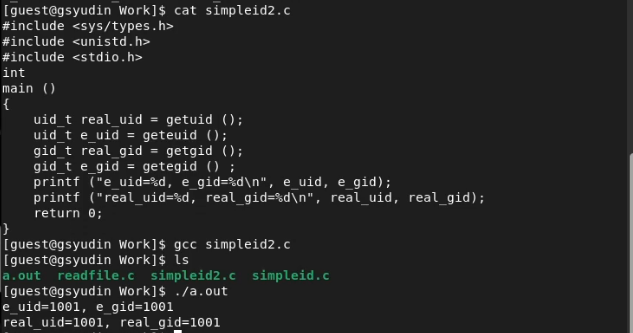 [guest@gsyudin Work]$ cat simpleid2.c
#include <sys/types.h>
#include <unistd.h>
#include <stdio.h>
int
main ()
{
    uid_t real_uid = getuid ();
    uid_t e_uid = geteuid ();
    gid_t real_gid = getgid ();
    gid_t e_gid = getegid () ;
    printf ("e_uid=%d, e_gid=%d\n", e_uid, e_gid);
    printf ("real_uid=%d, real_gid=%d\n", real_uid, real_gid);
    return 0;
}
[guest@gsyudin Work]$ gcc simpleid2.c
[guest@gsyudin Work]$ ls
a.out  readfile.c  simpleid2.c  simpleid.c
[guest@gsyudin Work]$ ./a.out
e_uid=1001, e_gid=1001
real_uid=1001, real_gid=1001